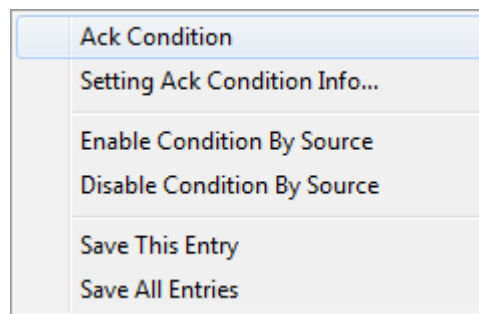 Ack Condition
Setting Ack Condition Info...
Enable Condition By Source
Disable Condition By Source
Save This Entry
Save All Entries